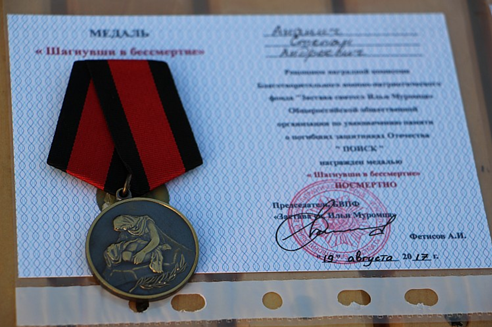 МЕДАЛЬ
« Шагнувши в бессмертие»
Степан
Андреевич
Решением наградной комиссии
Благотворительного военно-патриотического
фонда "Застава святого Ильи Муромца"
Общероссийской общественной
организации по увековечению памяти
о погибших защитниках Отечества
" ПОИСК "
награжден медалью
« Шагнувши в бессмертие»
ПОСМЕРТНО
Председатель БВПФ
«Застава св. Ильи Муромца»
Фетисов А.И.
"19" августа 2017 г.